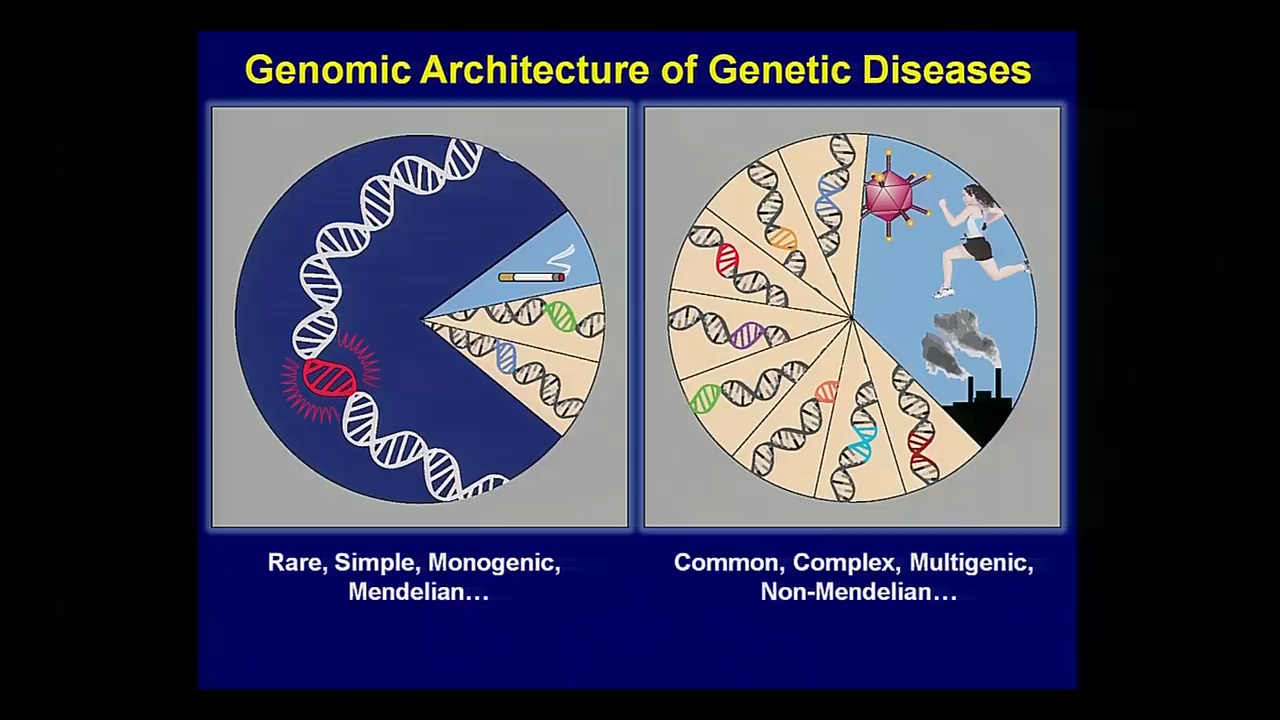 Genomic Architecture of Genetic Diseases
Rare, Simple, Monogenic,
Mendelian…
Common, Complex, Multigenic,
Non-Mendelian…